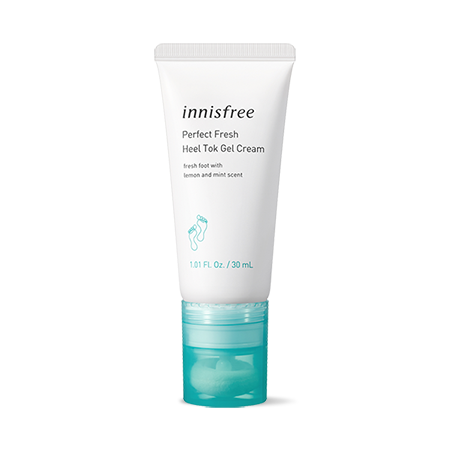 innisfree
Perfect Fresh
Heel Tok Gel Cream
fresh foot with
lemon and mint scent
1.01 FL Oz. / 30 mL